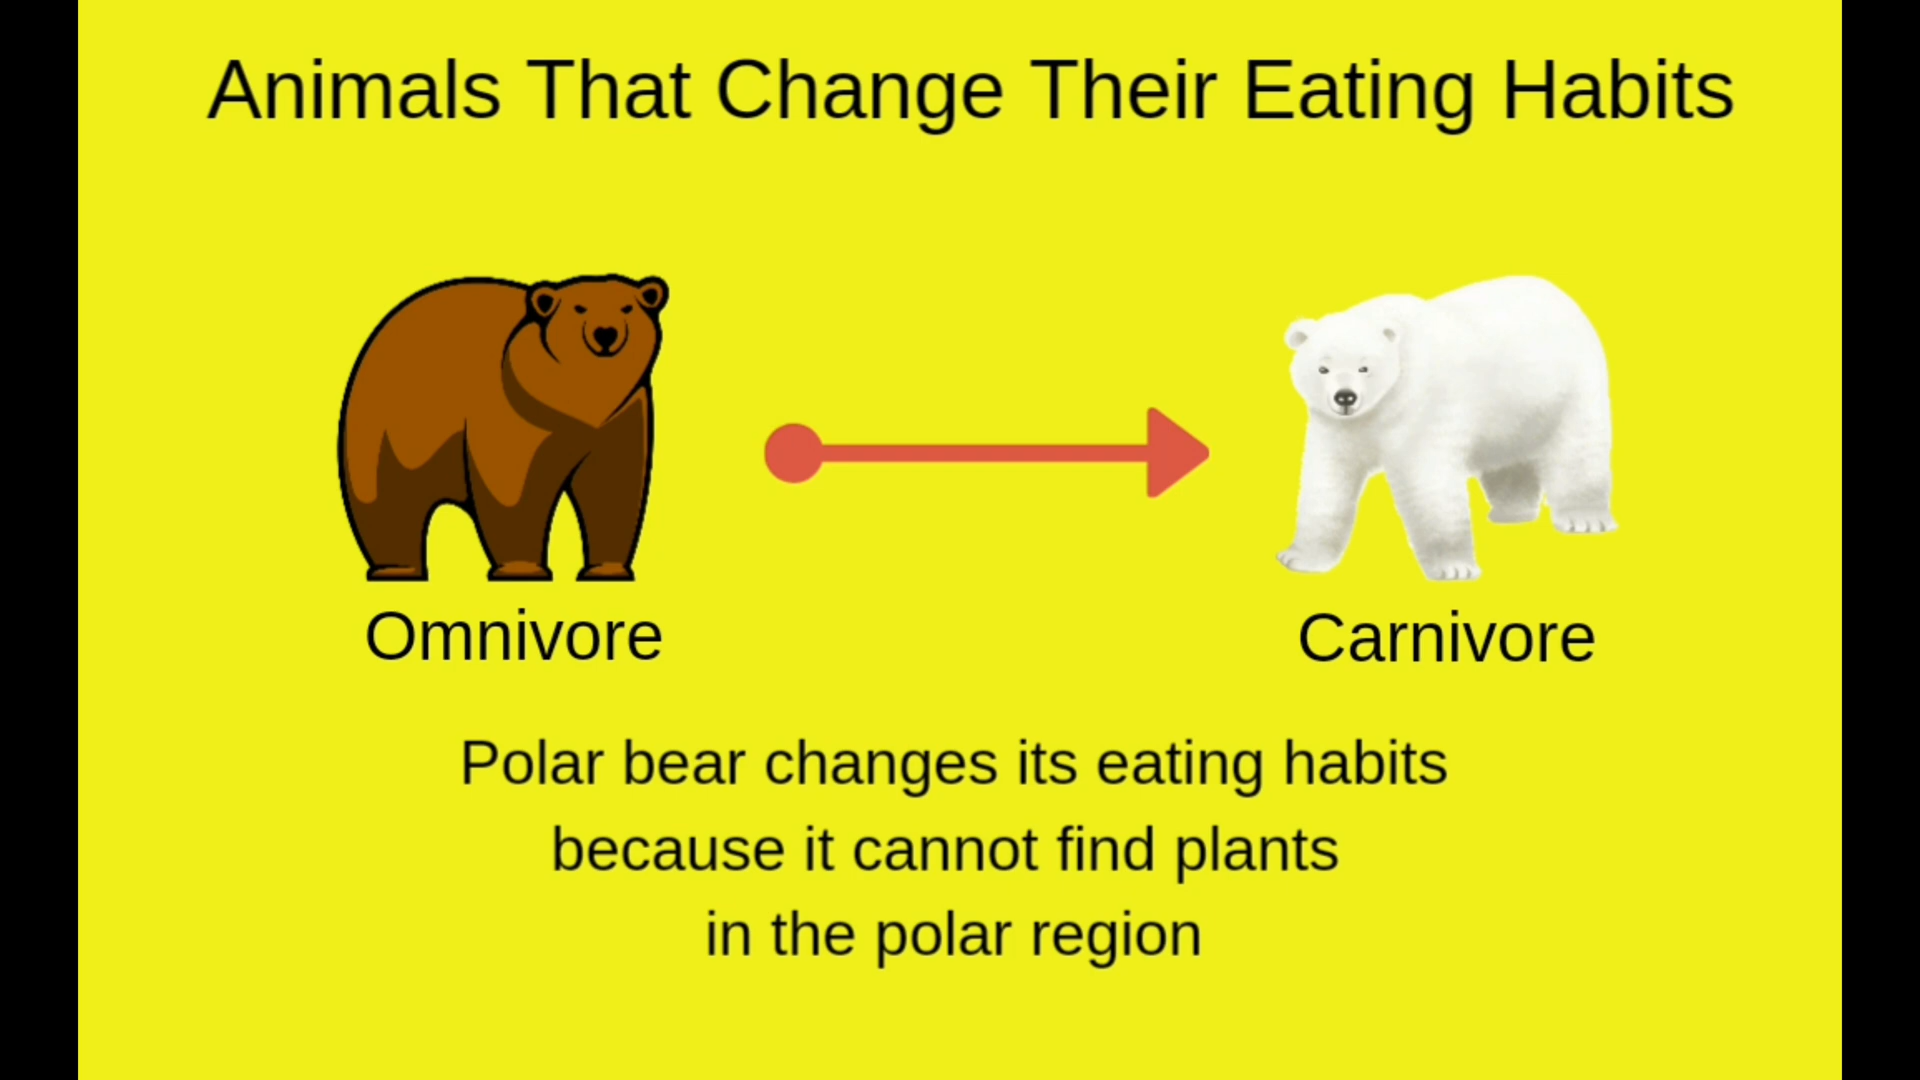 Animals That Change Their Eating Habits
Omnivore
Carnivore
Polar bear changes its eating habits
because it cannot find plants
in the polar region